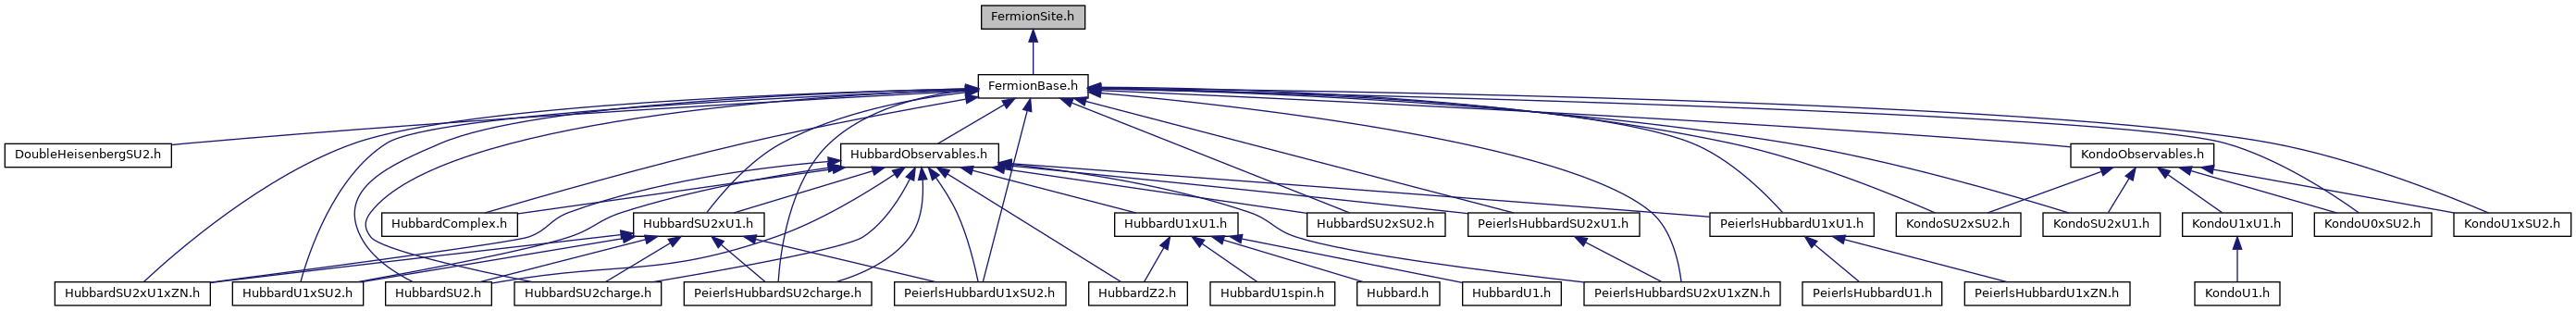 FermionSite.h
FermionBase.h
DoubleHeisenbergSU2.h
HubbardObservables.h
KondoObservables.h
HubbardComplex.h
HubbardSU2xU1.h
HubbardU1xU1.h
HubbardSU2xSU2.h
PeierlsHubbardSU2xU1.h
PeierlsHubbardU1xU1.h
KondoSU2xSU2.h
KondoSU2xU1.h
KondoU1xU1.h
KondoU0xSU2.h
KondoU1xSU2.h
HubbardSU2xU1xZN.h
HubbardU1xSU2.h
HubbardSU2.h
HubbardSU2charge.h
PeierlsHubbardSU2charge.h
PeierlsHubbardU1xSU2.h
HubbardZ2.h
HubbardU1spin.h
Hubbard.h
HubbardU1.h
PeierlsHubbardSU2xU1xZN.h
PeierlsHubbardU1.h
PeierlsHubbardU1xZN.h
KondoU1.h